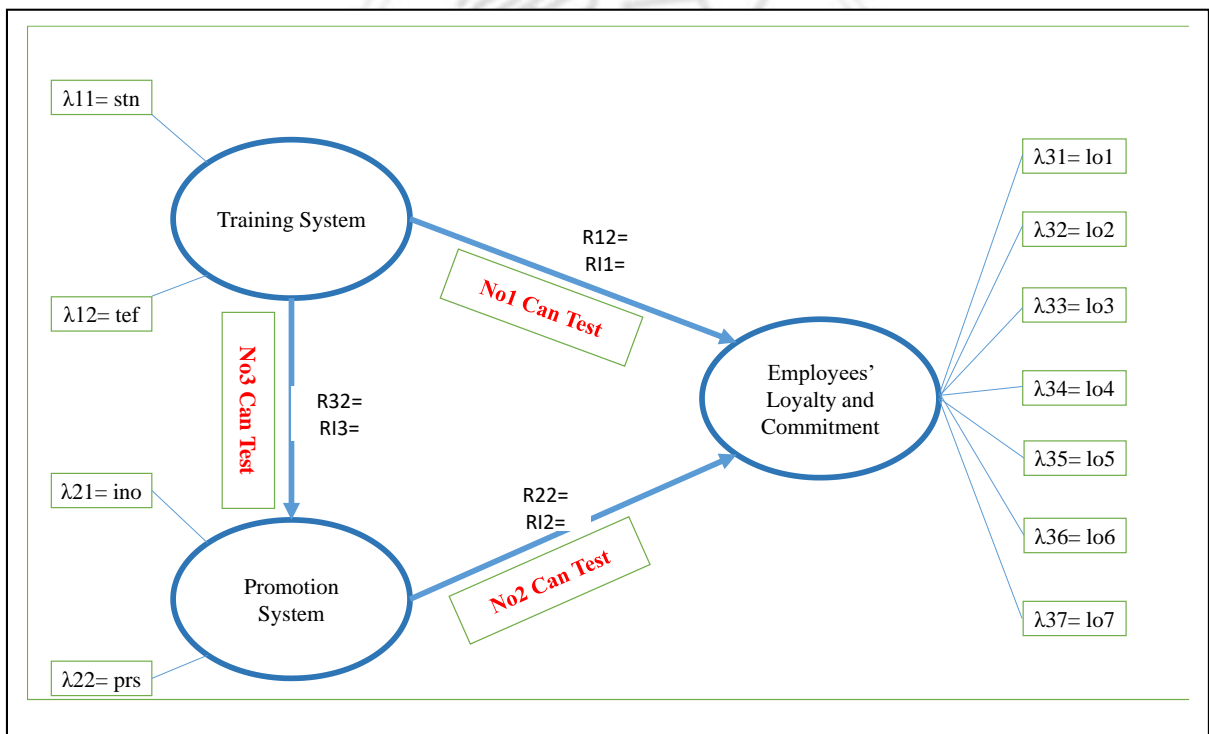 λ11= stn
Training System
λ12= tef
R12=
RI1=
No1 Can Test
No3 Can Test
R32=
RI3=
λ21= ino
Promotion
System
λ22= prs
R22=
RI2=
No2 Can Test
Employees’
Loyalty and
Commitment
λ31= lo1
λ32= lo2
λ33= lo3
λ34= lo4
λ35= lo5
λ36= lo6
λ37= lo7